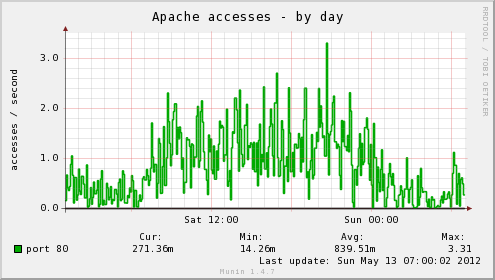 Apache accesses - by day
RRDTOOL / TOBI OETIKER
accesses / second
3.0
2.0
1.0
0.0
Sat 12:00 Sun 00:00
Cur: Min: Avg: Max:
port 80 271.36m 14.26m 839.51m 3.31
Last update: Sun May 13 07:00:02 2012
Munin 1.4.7